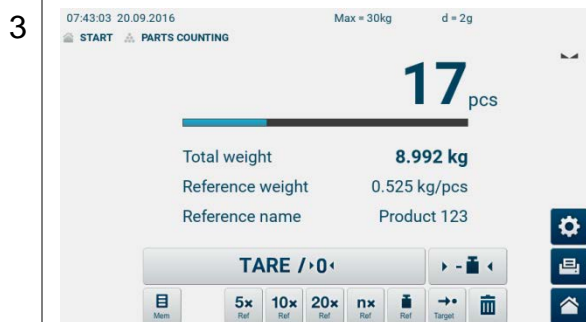 3
07:43:03 20.09.2016 Max = 30kg d = 2g
START PARTS COUNTING
17 pcs
Total weight 8.992 kg
Reference weight 0.525 kg/pcs
Reference name Product 123
TARE / 0
-
5x 10x 20x nx
Mem Ref Ref Ref Ref Ref Target